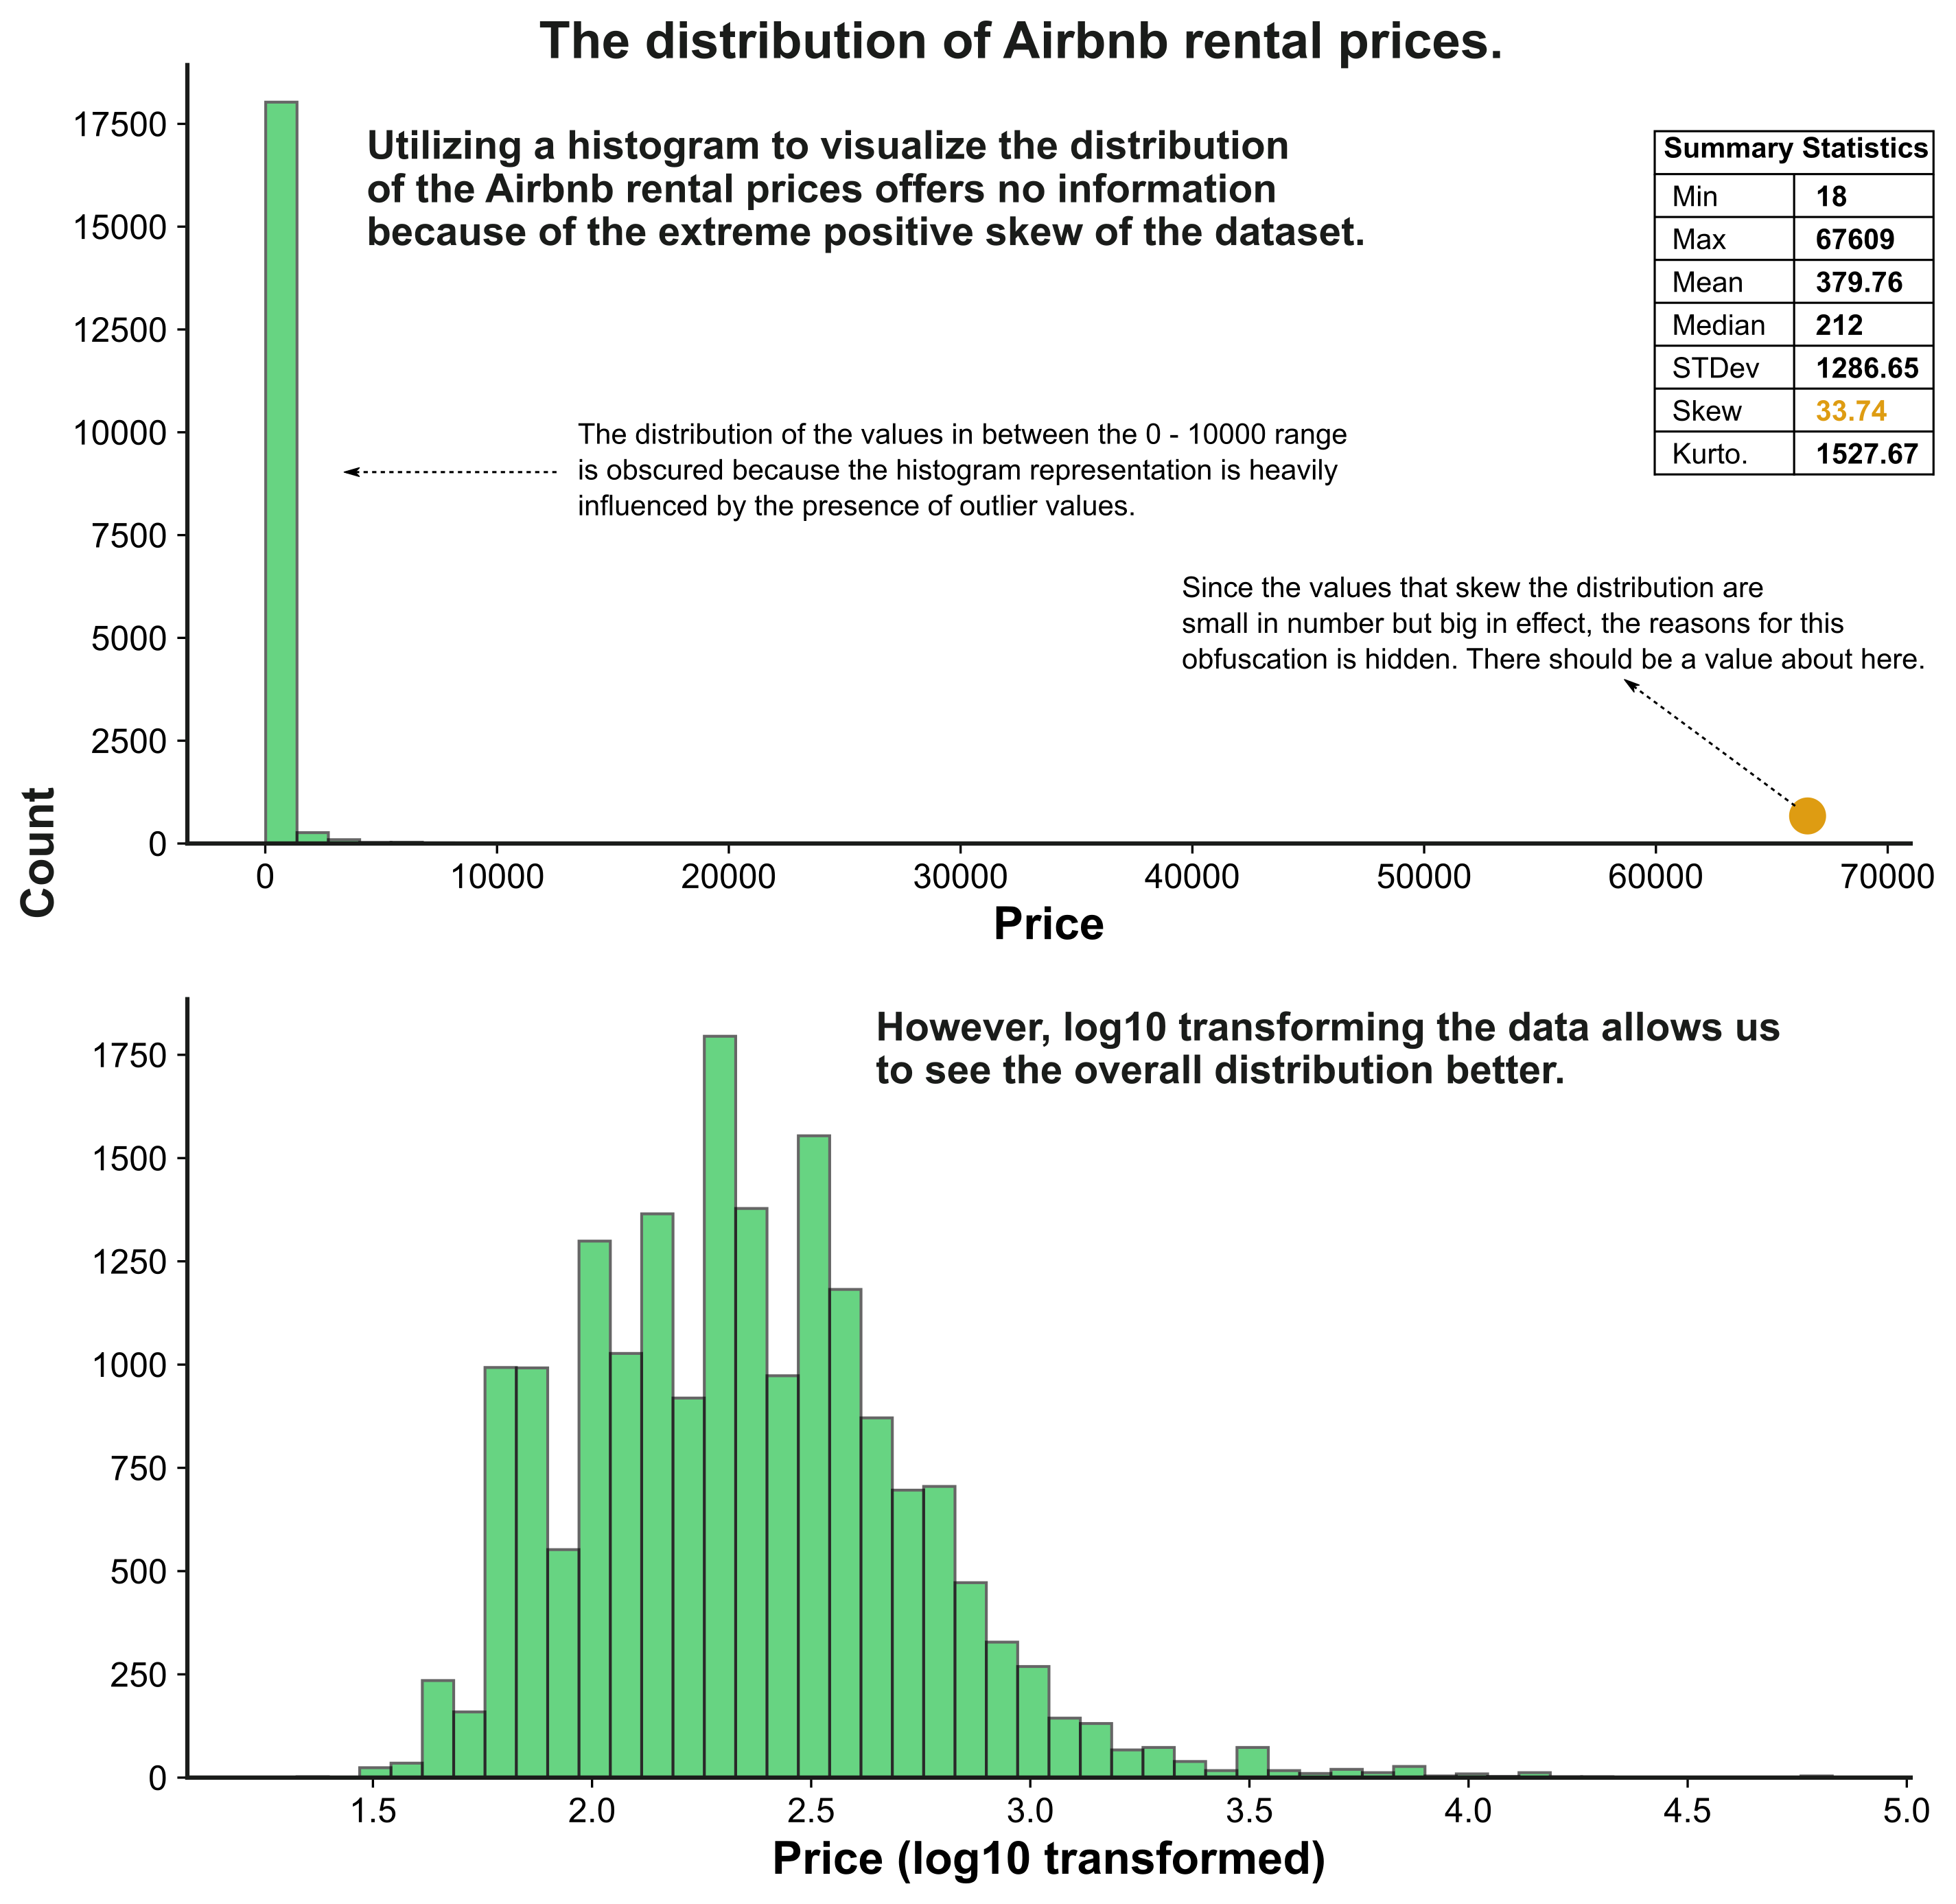 The distribution of Airbnb rental prices.
17500
15000
12500
10000
7500
5000
2500
0
Utilizing a histogram to visualize the distribution
of the Airbnb rental prices offers no information
because of the extreme positive skew of the dataset.
Summary Statistics
Min 18
Max 67609
Mean 379.76
Median 212
STDev 1286.65
Skew 33.74
Kurto. 1527.67
The distribution of the values in between the 0 - 10000 range
is obscured because the histogram representation is heavily
influenced by the presence of outlier values.
Since the values that skew the distribution are
small in number but big in effect, the reasons for this
obfuscation is hidden. There should be a value about here.
0 10000 20000 30000 40000 50000 60000 70000
Price
Count
However, log10 transforming the data allows us
to see the overall distribution better.
1750
1500
1250
1000
750
500
250
0
1.5 2.0 2.5 3.0 3.5 4.0 4.5 5.0
Price (log10 transformed)